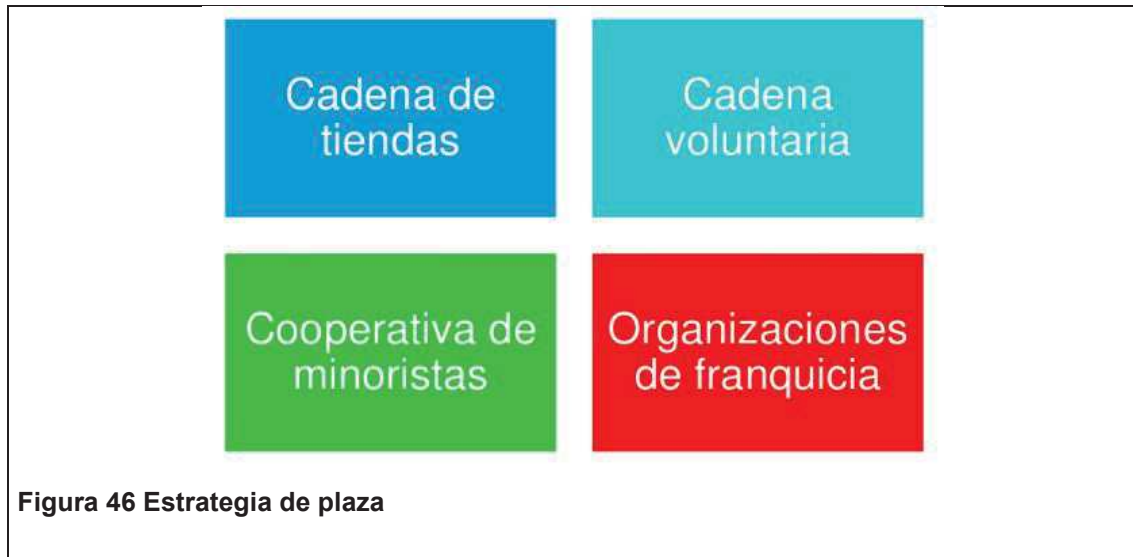 Cadena de
tiendas
Cadena
voluntaria
Cooperativa de
minoristas
Organizaciones
de franquicia
Figura 46 Estrategia de plaza